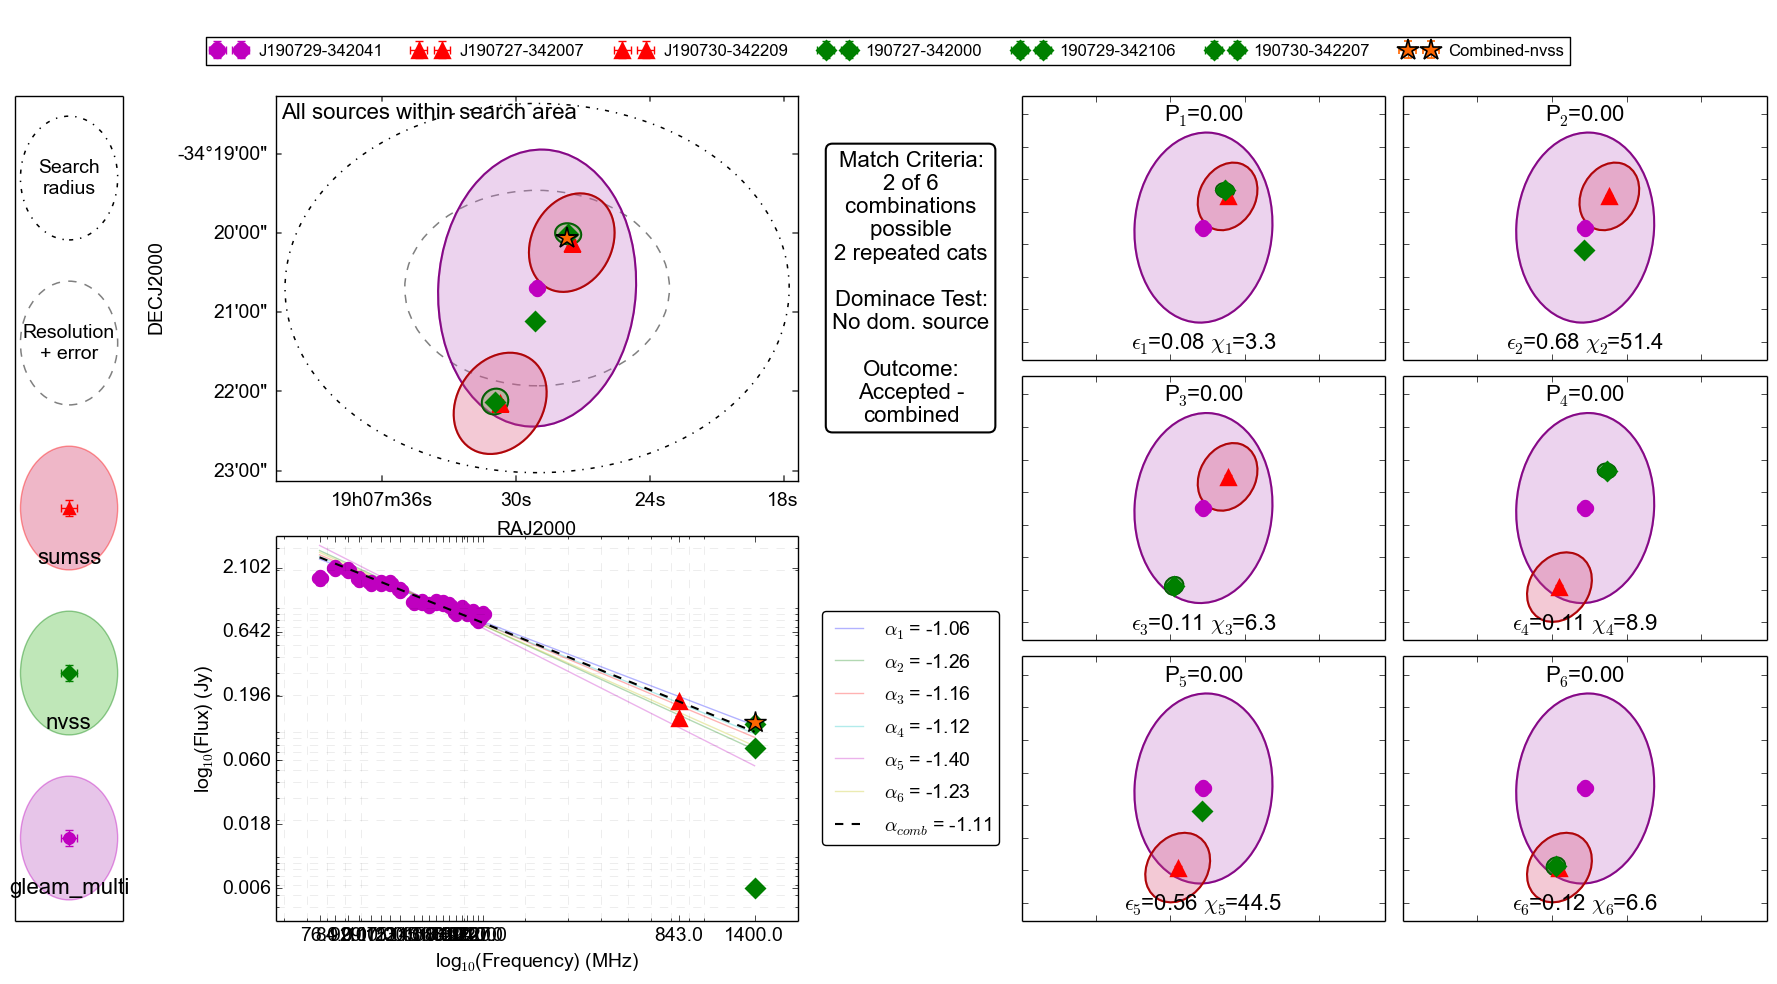 J190729-342041
J190727-342007
J190730-342209
190727-342000
190729-342106
190730-342207
Combined-nvss
Search
radius
Resolution
+ error
sumss
nvss
gleam_multi
All sources within search area
-34°19'00"
20'00"
21'00"
22'00"
23'00"
DECJ2000
19h07m36s
30s
24s
18s
RAJ2000
Match Criteria:
2 of 6
combinations
possible
2 repeated cats
Dominace Test:
No dom. source
Outcome:
Accepted -
combined
2.102
0.642
0.196
0.060
0.018
0.006
log10(Flux) (Jy)
843.0
1400.0
log10(Frequency) (MHz)
α1 = -1.06
α2 = -1.26
α3 = -1.16
α4 = -1.12
α5 = -1.40
α6 = -1.23
αcomb = -1.11
P1=0.00
ϵ1=0.08 χ1=3.3
P2=0.00
ϵ2=0.68 χ2=51.4
P3=0.00
ϵ3=0.11 χ3=6.3
P4=0.00
ϵ4=0.11 χ4=8.9
P5=0.00
ϵ5=0.56 χ5=44.5
P6=0.00
ϵ6=0.12 χ6=6.6